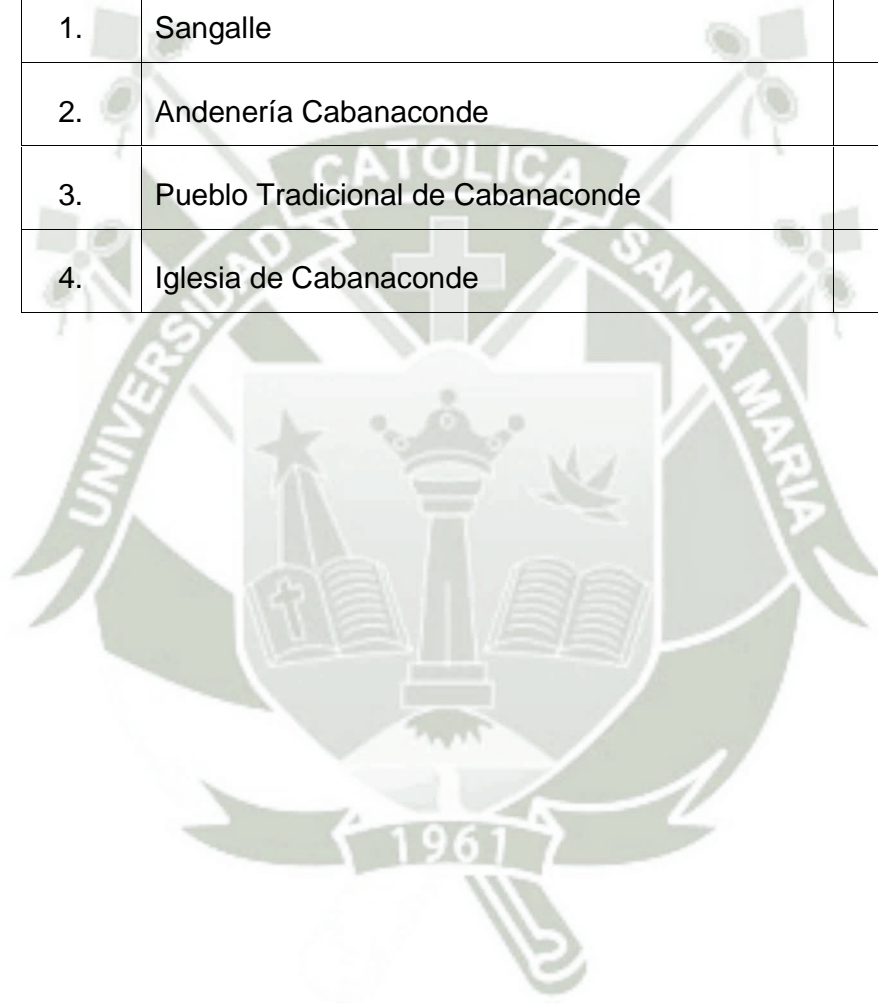 1. Sangalle
2. Andenería Cabanaconde
3. Pueblo Tradicional de Cabanaconde
4. Iglesia de Cabanaconde
UNIVERSIDAD CATOLICA SANTA MARIA
1961